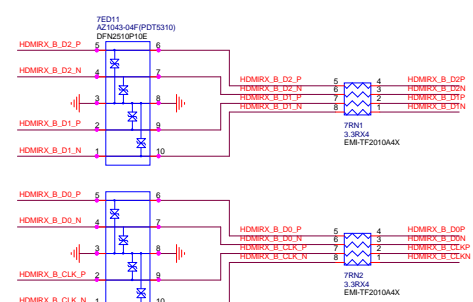 7ED11
AZ1043-04F(PDT5310)
DFN2510P10E
HDMIRX_B_D2_P 5 6
HDMIRX_B_D2_N 4 7
3 8
HDMIRX_B_D1_P 2 9
HDMIRX_B_D1_N 1 10
HDMIRX_B_D2_P 5 4 HDMIRX_B_D2P
HDMIRX_B_D2_N 6 3 HDMIRX_B_D2N
HDMIRX_B_D1_P 7 2 HDMIRX_B_D1P
HDMIRX_B_D1_N 8 1 HDMIRX_B_D1N
7RN1
3.3RX4
EMI-TF2010A4X
HDMIRX_B_D0_P 5 6
HDMIRX_B_D0_N 4 7
3 8
HDMIRX_B_CLK_P 2 9
HDMIRX_B_CLK_N 1 10
HDMIRX_B_D0_P 5 4 HDMIRX_B_D0P
HDMIRX_B_D0_N 6 3 HDMIRX_B_D0N
HDMIRX_B_CLK_P 7 2 HDMIRX_B_CLKP
HDMIRX_B_CLK_N 8 1 HDMIRX_B_CLKN
7RN2
3.3RX4
EMI-TF2010A4X